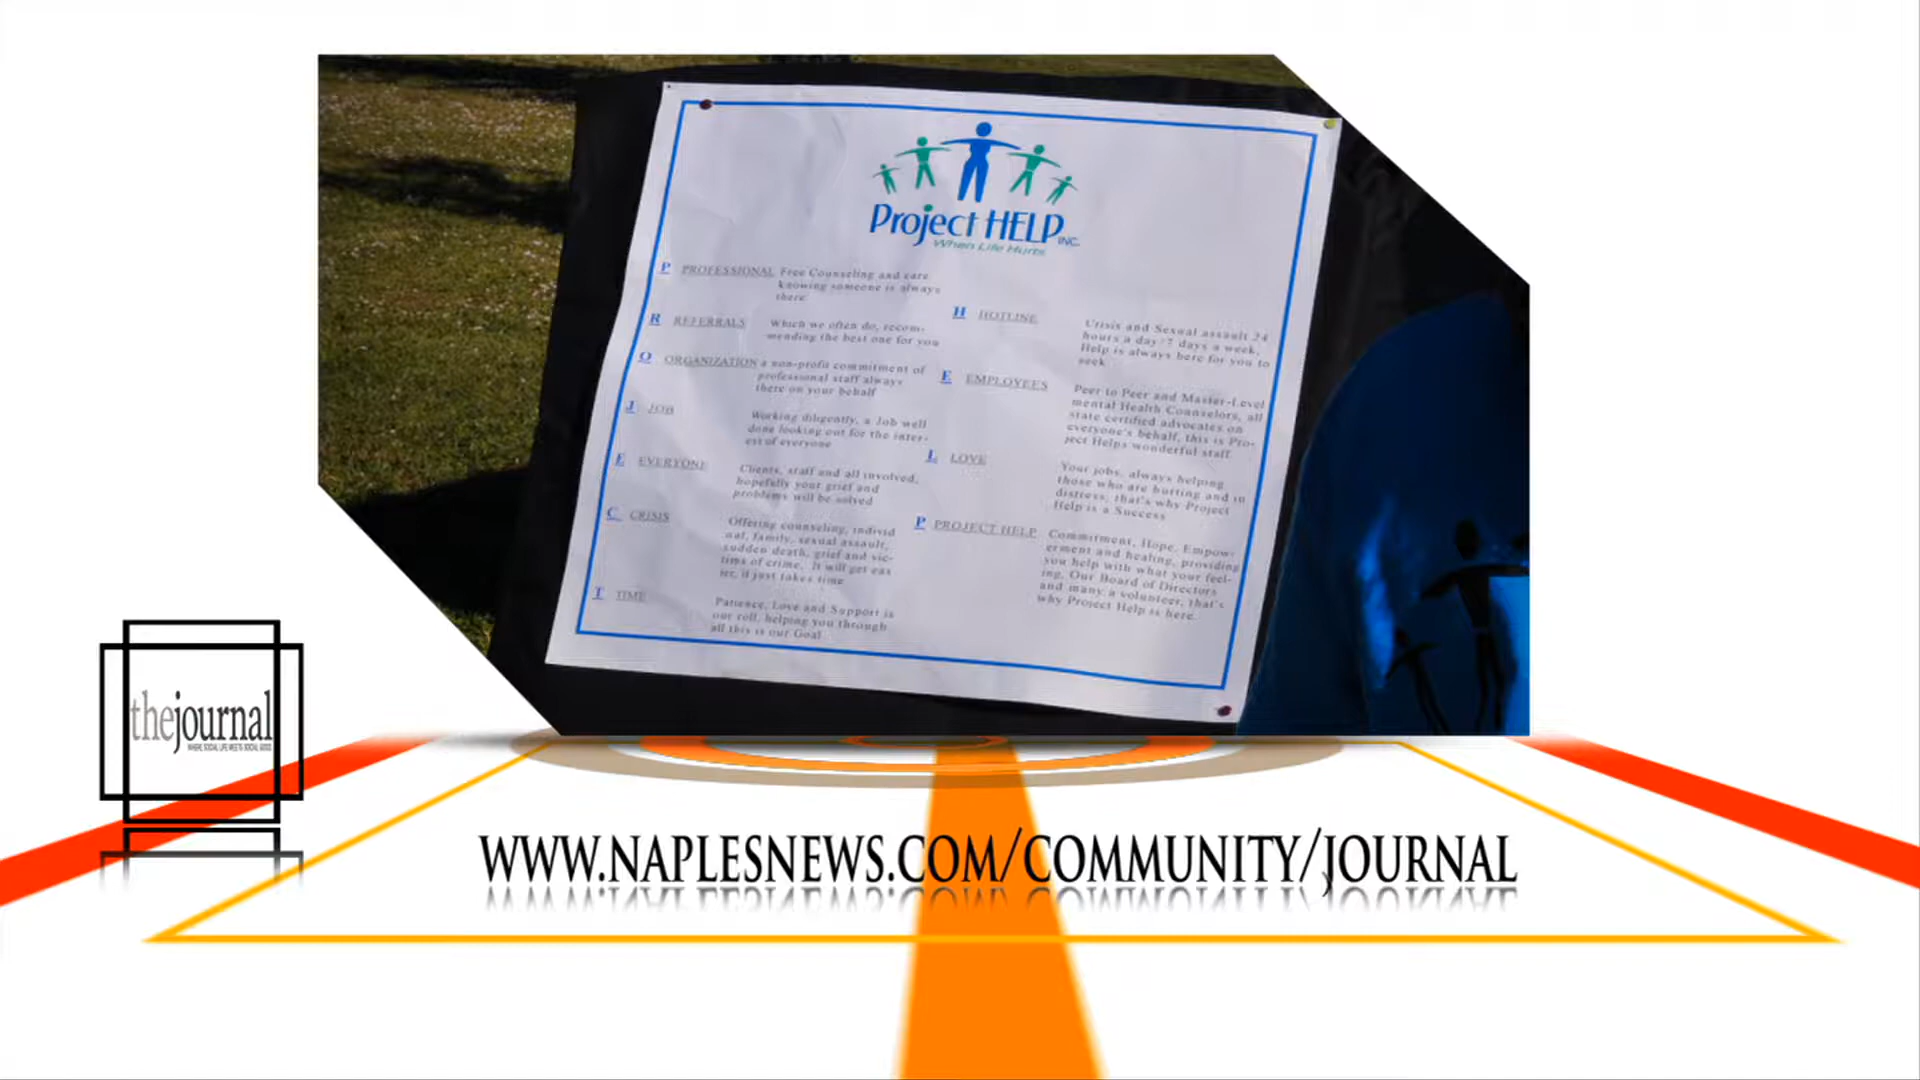 Project HELP INC.
When Life Hurts
P PROFESSIONAL Free Counseling and care
knowing someone is always
there
R REFERRALS Which we often do, recom-
mending the best one for you
O ORGANIZATION a non-profit commitment of
professional staff always
there on your behalf
J JOB Working diligently, a Job well
done looking out for the inter-
est of everyone
E EVERYONE Clients, staff and all involved,
hopefully your grief and
problems will be solved
C CRISIS Offering counseling, individ
ual, family, sexual assault,
sudden death, grief and vic-
tims of crime. It will get eas
ier, it just takes time
T TIME Patience, Love and Support is
our roll, helping you through
all this is our Goal
H HOTLINE Crisis and Sexual assault 24
hours a day/7 days a week,
Help is always here for you to
seek
E EMPLOYEES Peer to Peer and Master-Level
mental Health Counselors, all
state certified advocates on
everyone's behalf, this is Pro-
ject Helps wonderful staff
L LOVE Your jobs, always helping
those who are hurting and in
distress, that's why Project
Help is a Success
P PROJECT HELP Commitment, Hope, Empow-
erment and healing, providing
you help with what your feel-
ing, Our Board of Directors
and many a volunteer, that's
why Project Help is here.
thejournal
WHERE SOCIAL LIFE MEETS SOCIAL GOOD
WWW.NAPLESNEWS.COM/COMMUNITY/JOURNAL